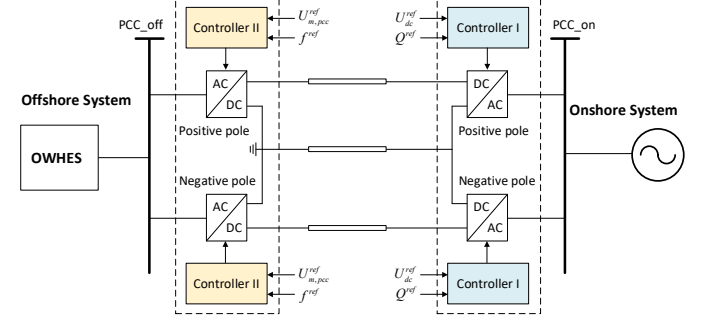 PCC_off
Controller II
U_{m,pcc}^{ref}
f^{ref}
U_{dc}^{ref}
Q^{ref}
Controller I
PCC_on
AC
DC
DC
AC
Offshore System
Positive pole
Positive pole
Onshore System
OWHES
Negative pole
Negative pole
AC
DC
DC
AC
Controller II
U_{m,pcc}^{ref}
f^{ref}
U_{dc}^{ref}
Q^{ref}
Controller I